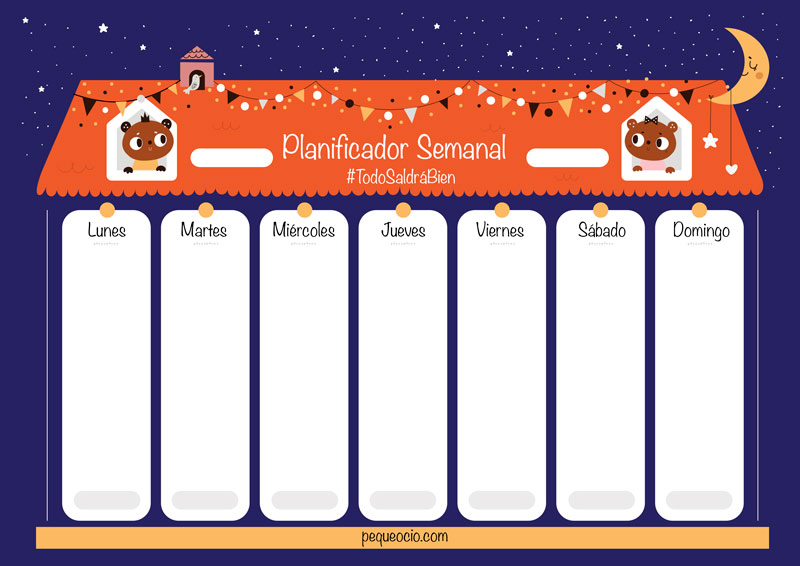 Planificador Semanal
#TodoSaldráBien
Lunes
Martes
Miércoles
Jueves
Viernes
Sábado
Domingo
pequeocio.com